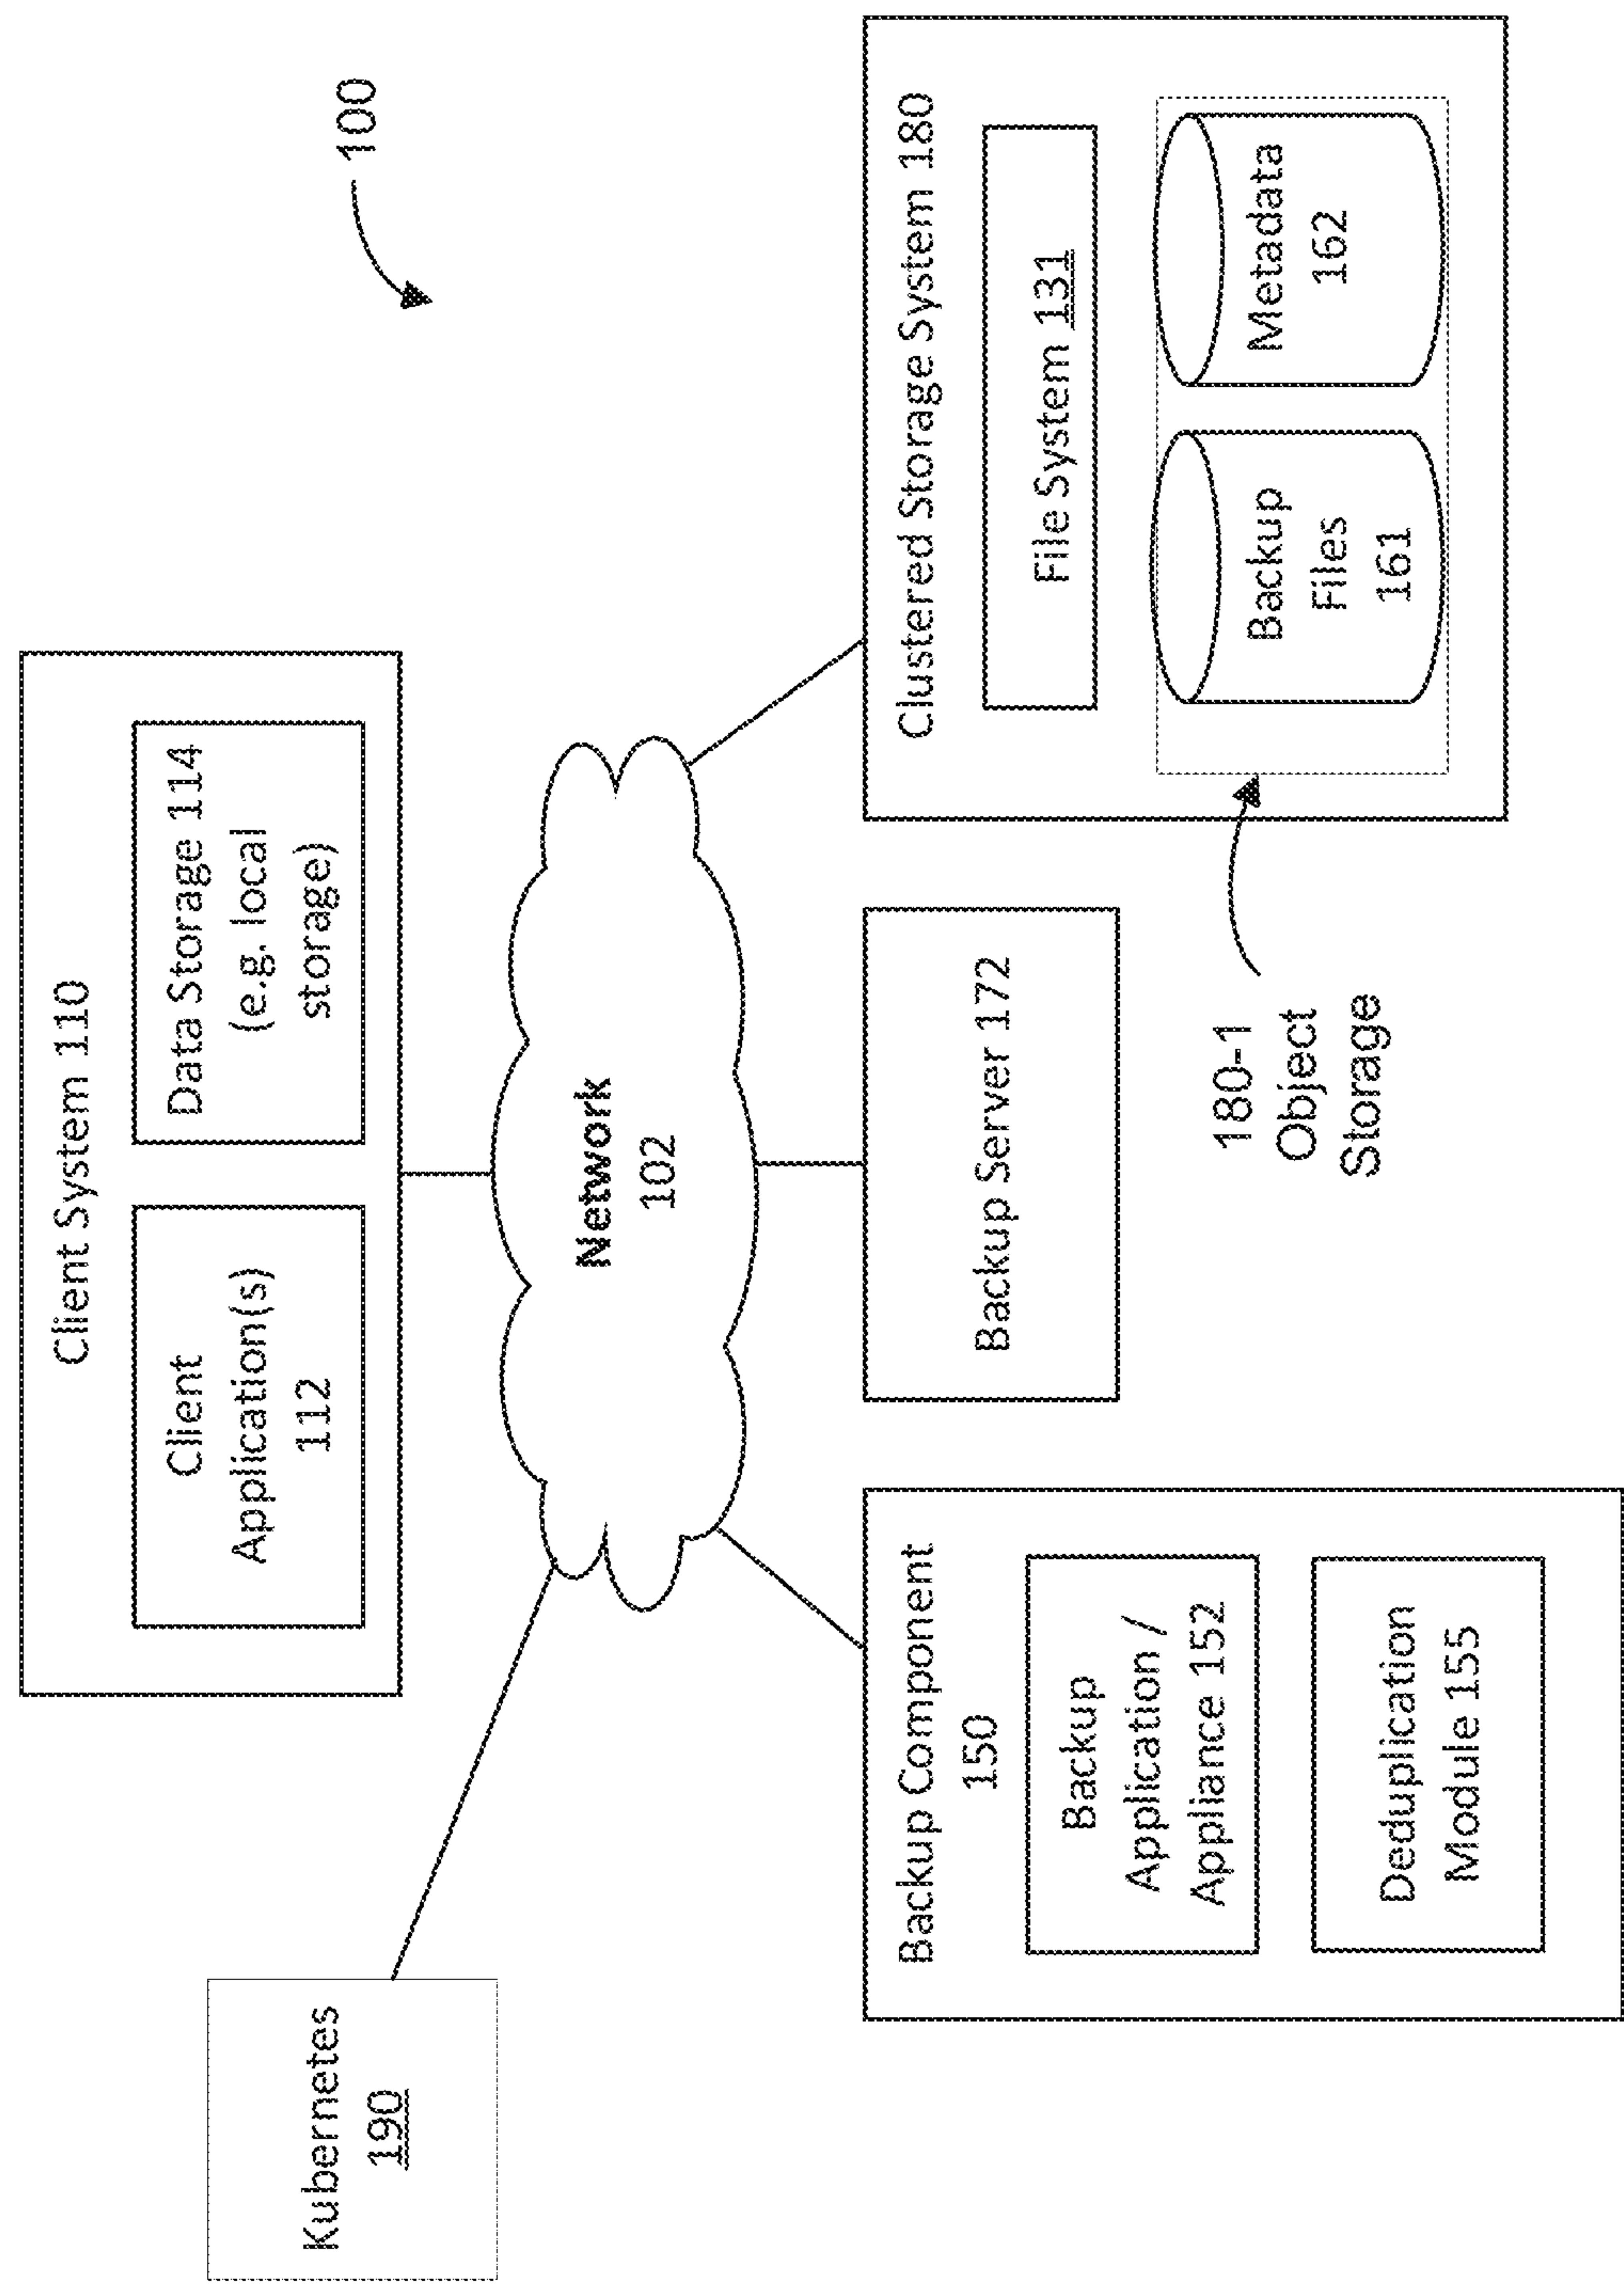 100
Client System 110
Client
Application(s)
112
Data Storage 114
(e.g. local
storage)
Kubernetes
190
Network
102
Backup Component
150
Backup
Application /
Appliance 152
Deduplication
Module 155
Backup Server 172
180-1
Object
Storage
Clustered Storage System 180
File System 131
Backup
Files
161
Metadata
162